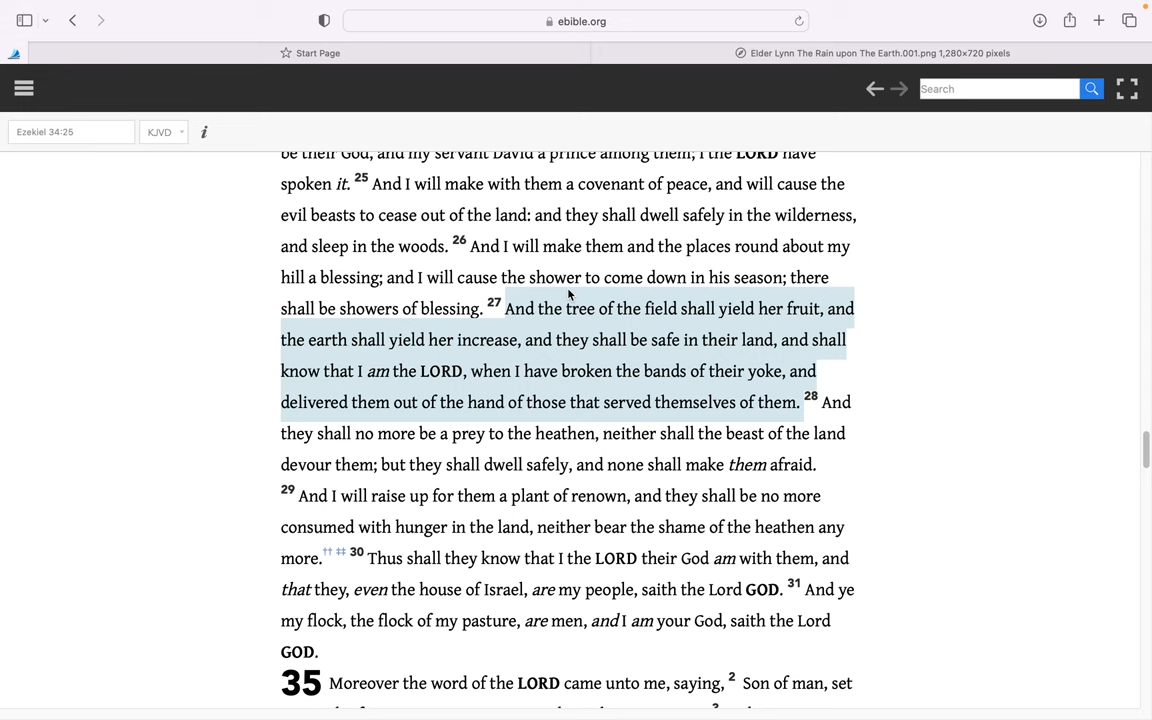 ebible.org
Start Page
Elder Lynn The Rain upon The Earth.001.png 1,280×720 pixels
Search
Ezekiel 34:25
KJVD
i
be their God, and my servant David a prince among them; I the LORD have
spoken it. 25 And I will make with them a covenant of peace, and will cause the
evil beasts to cease out of the land: and they shall dwell safely in the wilderness,
and sleep in the woods. 26 And I will make them and the places round about my
hill a blessing; and I will cause the shower to come down in his season; there
shall be showers of blessing. 27 And the tree of the field shall yield her fruit, and
the earth shall yield her increase, and they shall be safe in their land, and shall
know that I am the LORD, when I have broken the bands of their yoke, and
delivered them out of the hand of those that served themselves of them. 28 And
they shall no more be a prey to the heathen, neither shall the beast of the land
devour them; but they shall dwell safely, and none shall make them afraid.
29 And I will raise up for them a plant of renown, and they shall be no more
consumed with hunger in the land, neither bear the shame of the heathen any
more.†† ‡‡ 30 Thus shall they know that I the LORD their God am with them, and
that they, even the house of Israel, are my people, saith the Lord GOD. 31 And ye
my flock, the flock of my pasture, are men, and I am your God, saith the Lord
GOD.
35 Moreover the word of the LORD came unto me, saying, 2 Son of man, set